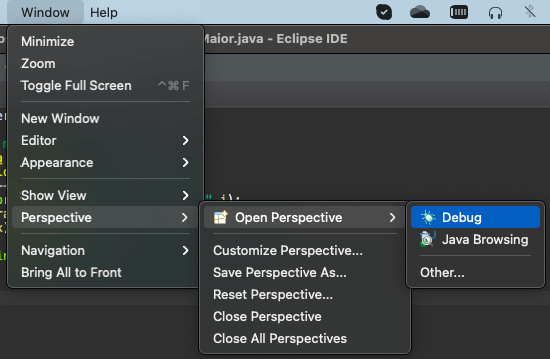 Window Help
Maior.java - Eclipse IDE
Minimize
Zoom
Toggle Full Screen ^⌘F
New Window
Editor
Appearance
Show View
Perspective
Navigation
Bring All to Front
Open Perspective
Customize Perspective...
Save Perspective As...
Reset Perspective...
Close Perspective
Close All Perspectives
Debug
Java Browsing
Other...
" i);